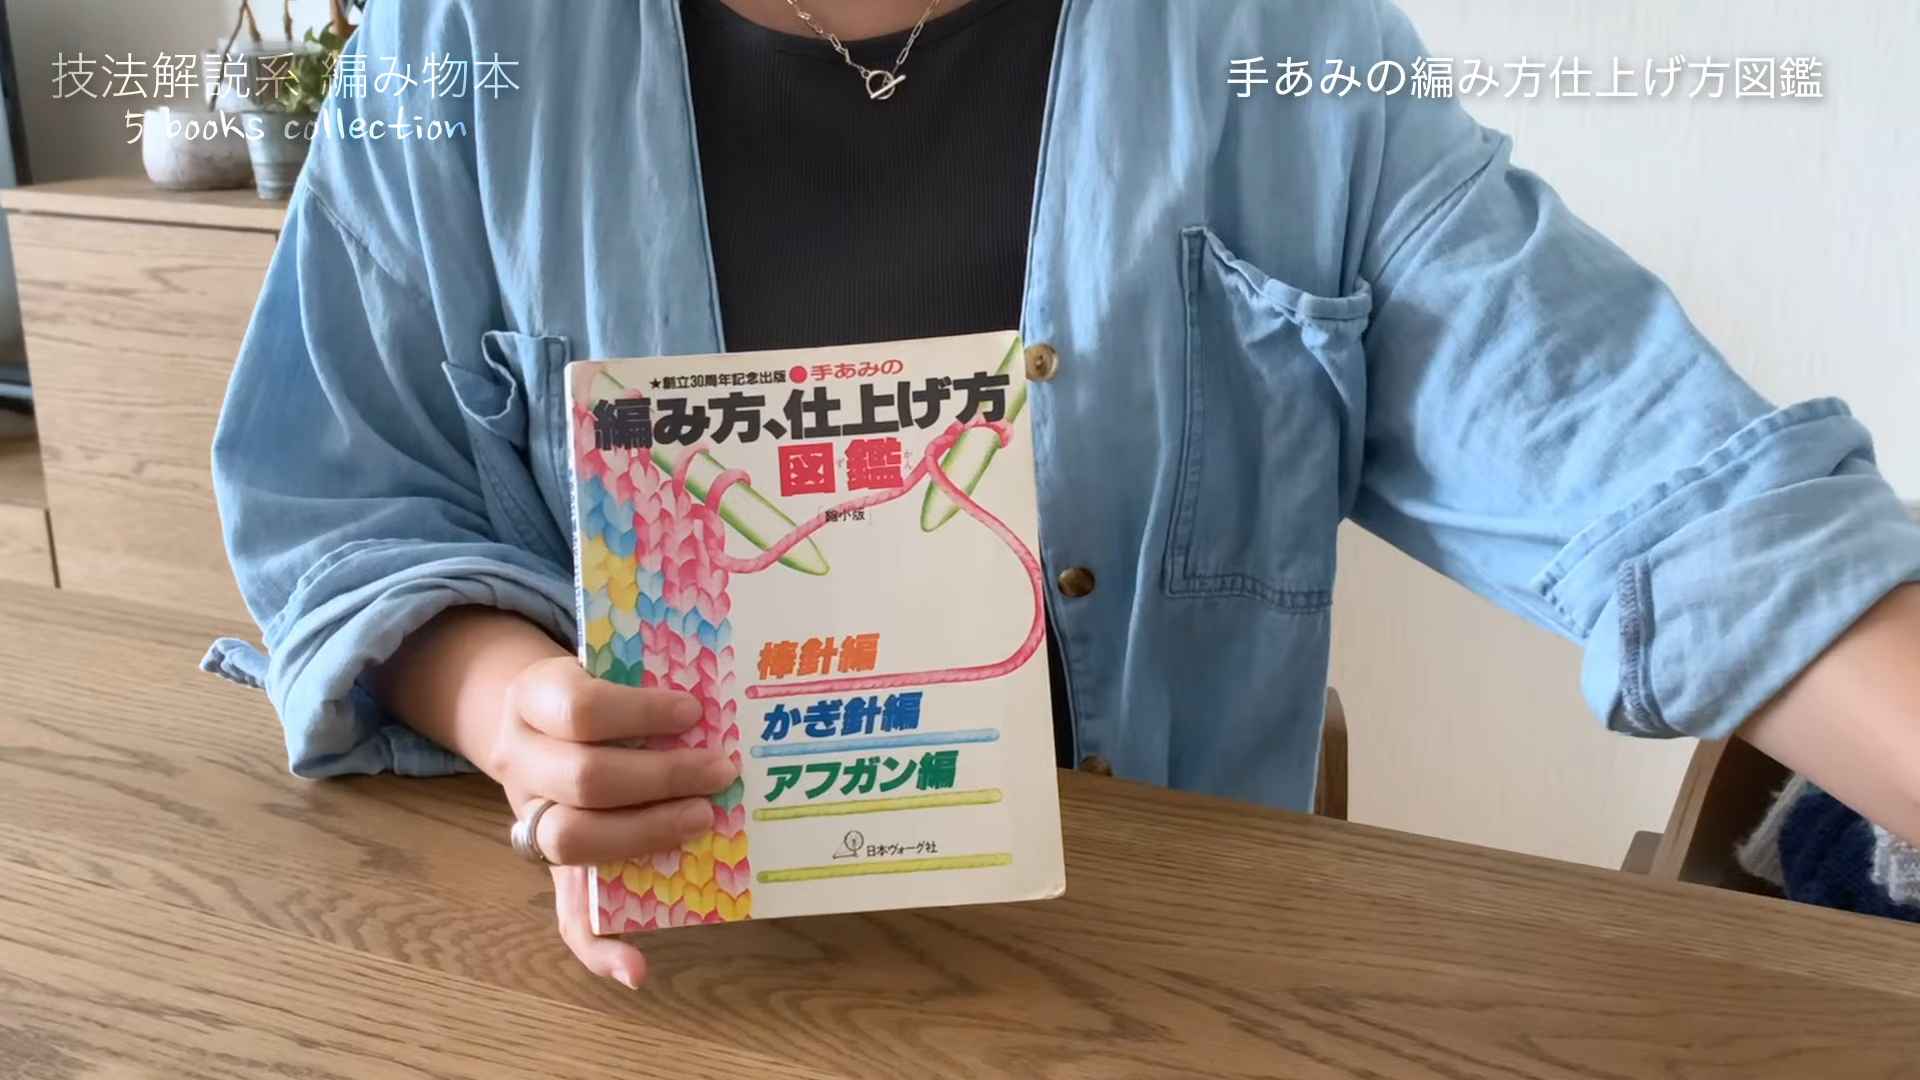 技法解説系 編み物本
5 books collection
手あみの編み方仕上げ方図鑑
★創立30周年記念出版●手あみの
編み方、仕上げ方
図ず鑑かん
[縮小版]
棒針編
かぎ針編
アフガン編
日本ヴォーグ社